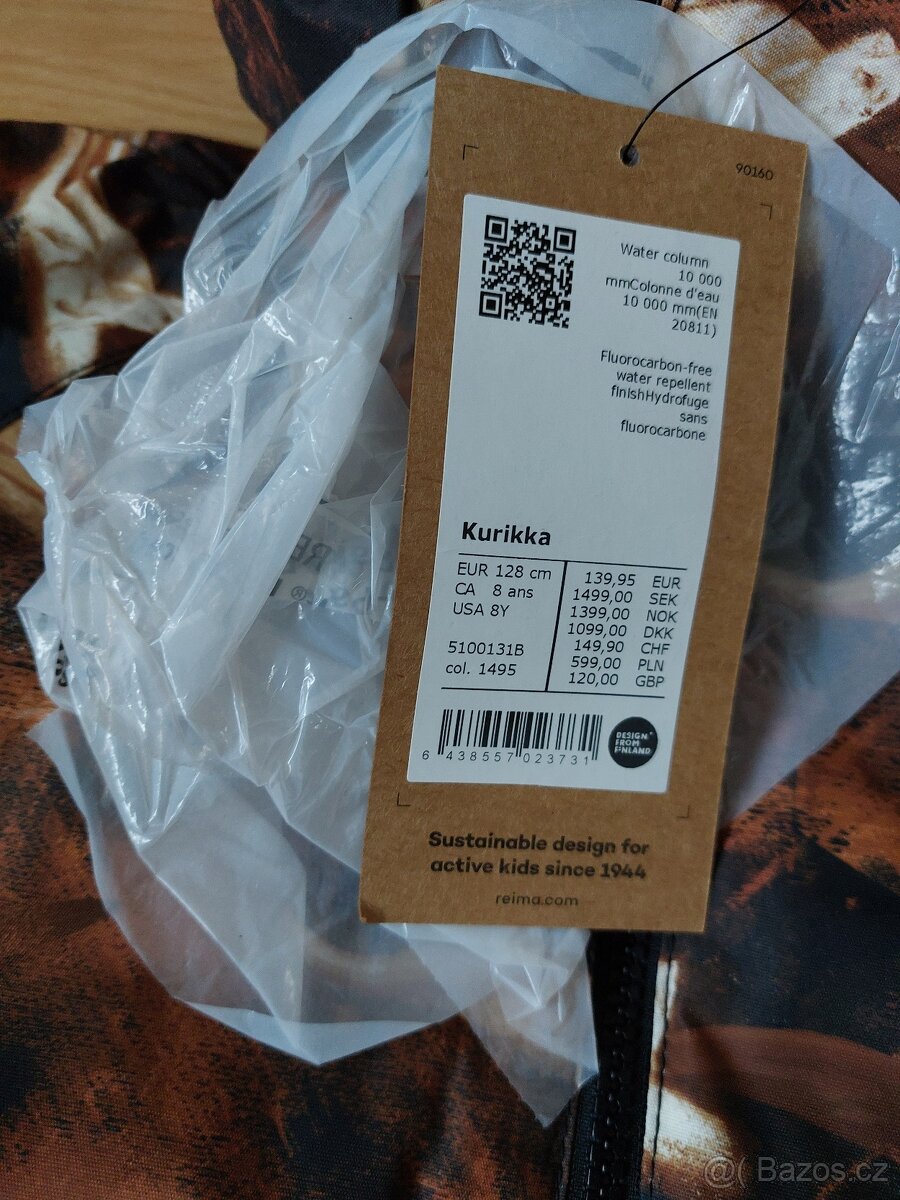 90160
Water column
10 000
mmColonne d'eau
10 000 mm(EN
20811)
Fluorocarbon-free
water repellent
finishHydrofuge
sans
fluorocarbone
Kurikka
EUR 128 cm
CA 8 ans
USA 8Y
5100131B
col. 1495
139,95 EUR
1499,00 SEK
1399,00 NOK
1099,00 DKK
149,90 CHF
599,00 PLN
120,00 GBP
6 438557 023731
DESIGN
FROM
FINLAND
Sustainable design for
active kids since 1944
reima.com
@( Bazos.cz